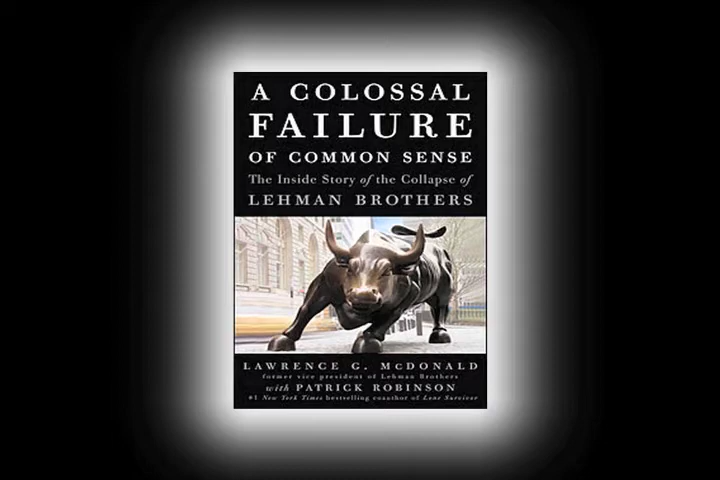 A COLOSSAL
FAILURE
OF COMMON SENSE
The Inside Story of the Collapse of
LEHMAN BROTHERS
LAWRENCE G. McDONALD
former vice president of Lehman Brothers
with PATRICK ROBINSON
#1 New York Times bestselling coauthor of Lone Survivor